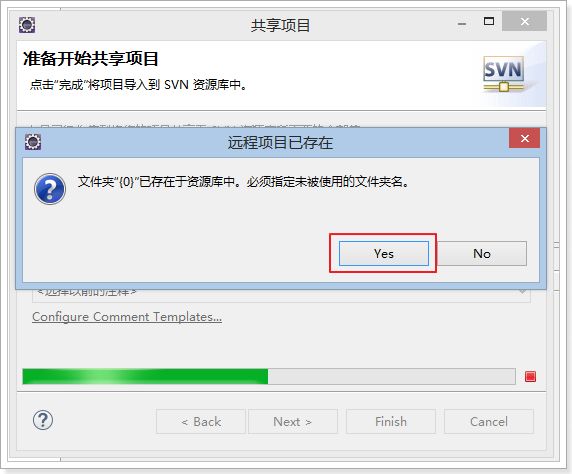 共享项目
准备开始共享项目
点击“完成”将项目导入到 SVN 资源库中。
SVN
远程项目已存在
文件夹“{0}”已存在于资源库中。必须指定未被使用的文件夹名。
Yes
No
<选择以前的注释>
Configure Comment Templates...
< Back
Next >
Finish
Cancel